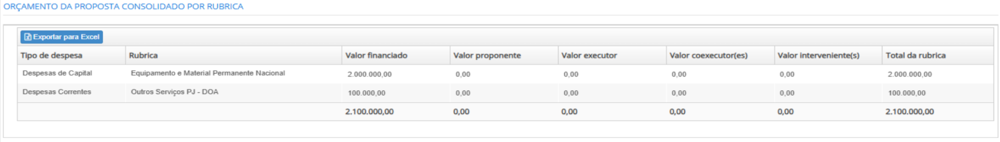 ORÇAMENTO DA PROPOSTA CONSOLIDADO POR RUBRICA
Exportar para Excel
Tipo de despesa Rubrica Valor financiado Valor proponente Valor executor Valor coexecutor(es) Valor interveniente(s) Total da rubrica
Despesas de Capital Equipamento e Material Permanente Nacional 2.000.000,00 0,00 0,00 0,00 0,00 2.000.000,00
Despesas Correntes Outros Serviços PJ - DOA 100.000,00 0,00 0,00 0,00 0,00 100.000,00
2.100.000,00 0,00 0,00 0,00 0,00 2.100.000,00